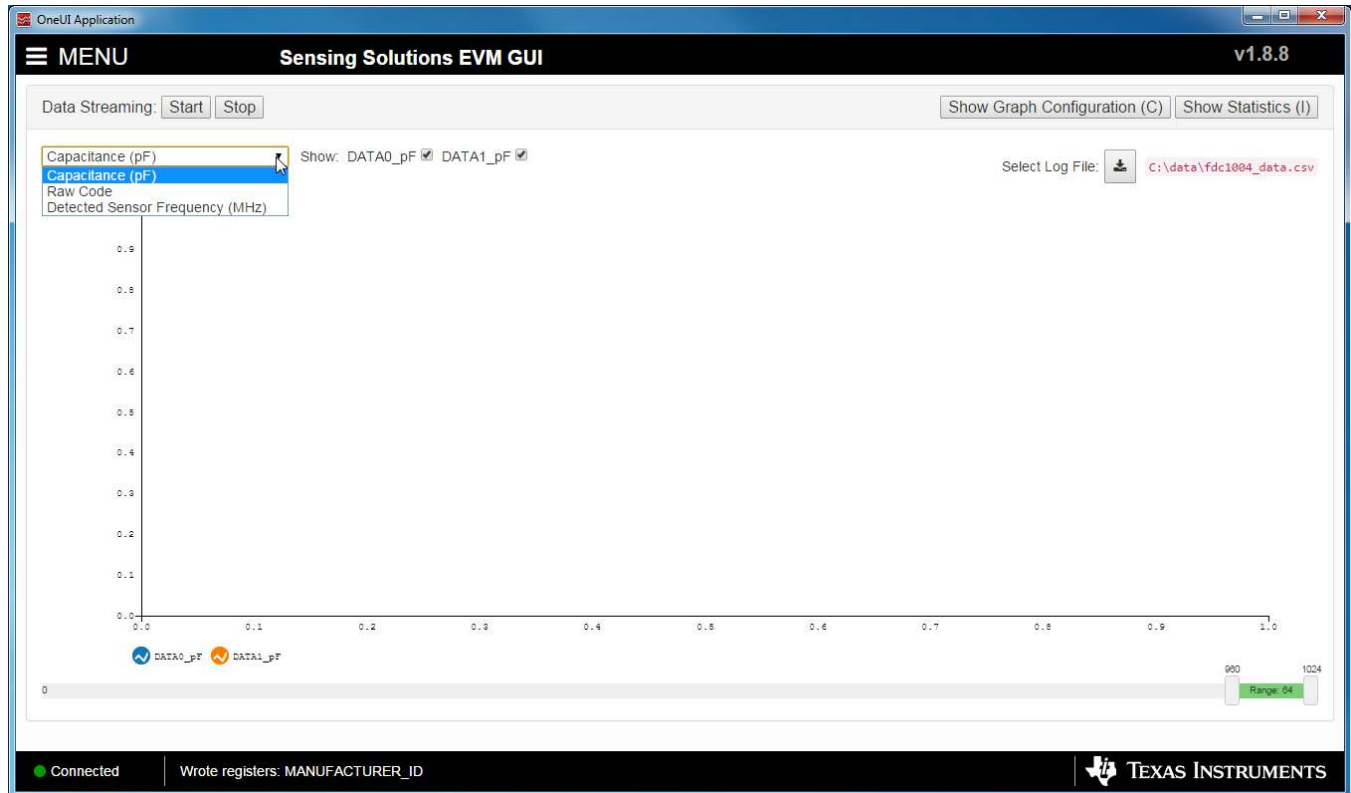 OneUI Application
MENU
Sensing Solutions EVM GUI
v1.8.8
Data Streaming: Start Stop
Show Graph Configuration (C) Show Statistics (I)
Capacitance (pF)
Show: DATA0_pF DATA1_pF
Select Log File: C:\data\fdc1004_data.csv
Capacitance (pF)
Raw Code
Detected Sensor Frequency (MHz)
0.9
0.8
0.7
0.6
0.5
0.4
0.3
0.2
0.1
0.0
0.0 0.1 0.2 0.3 0.4 0.5 0.6 0.7 0.8 0.9 1.0
DATA0_pF DATA1_pF
960 1024
0
Range: 64
Connected
Wrote registers: MANUFACTURER_ID
TEXAS INSTRUMENTS